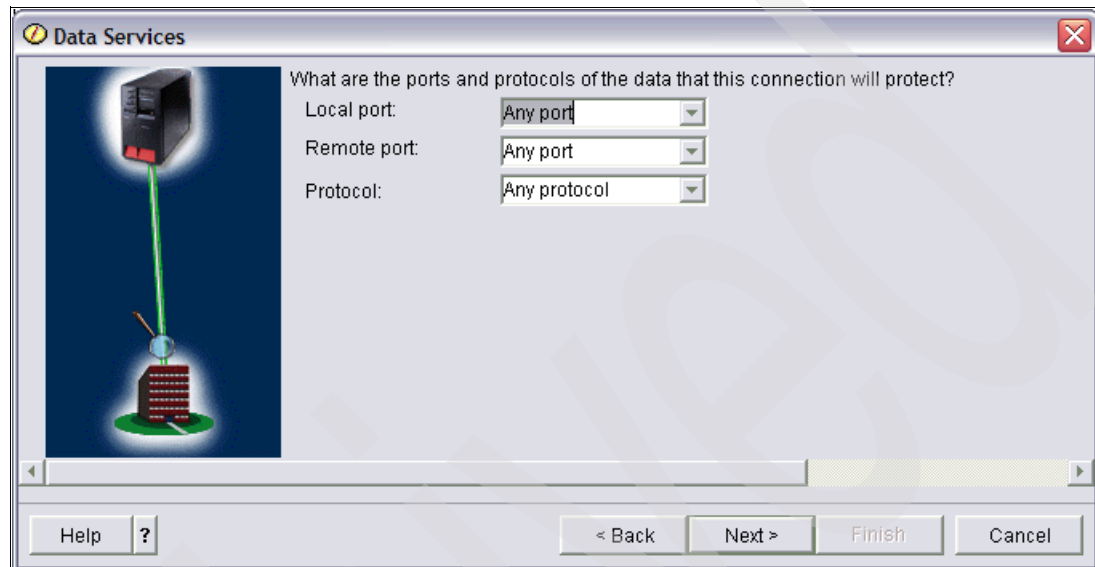 Data Services
What are the ports and protocols of the data that this connection will protect?
Local port: Any port
Remote port: Any port
Protocol: Any protocol
Help ? < Back Next > Finish Cancel